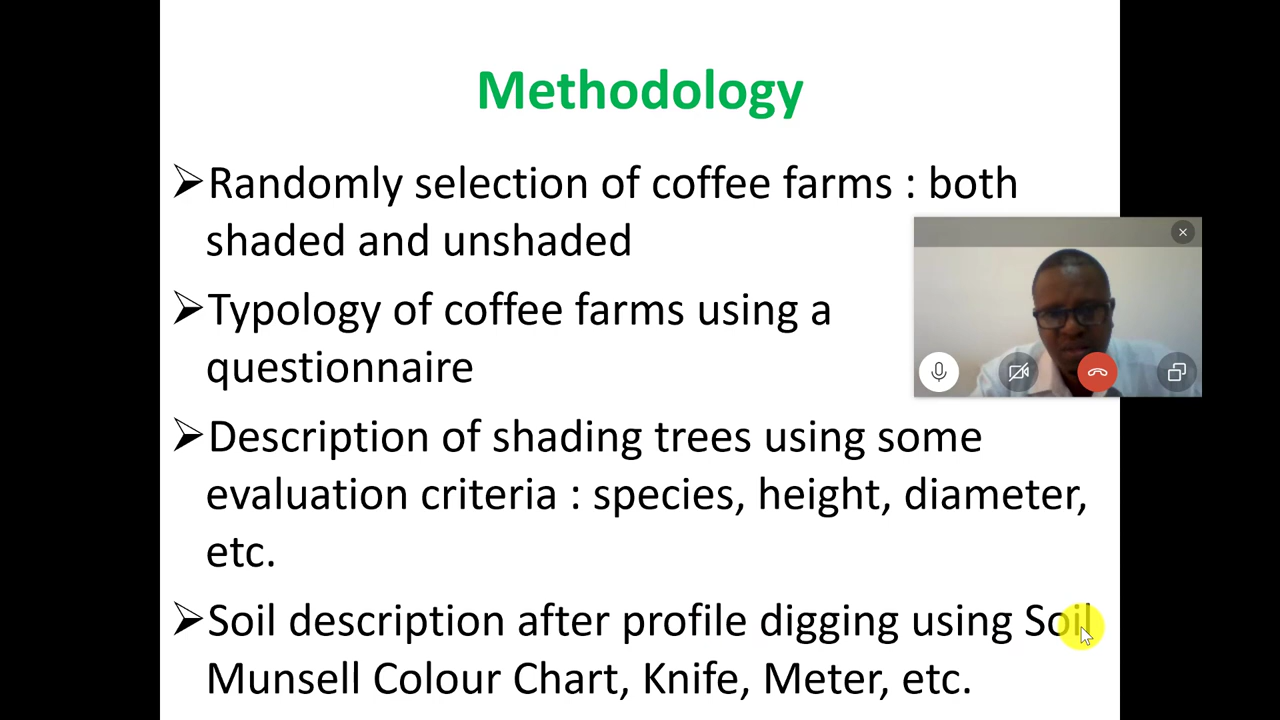 Methodology
➢Randomly selection of coffee farms : both
shaded and unshaded
➢Typology of coffee farms using a
questionnaire
➢Description of shading trees using some
evaluation criteria : species, height, diameter,
etc.
➢Soil description after profile digging using Soil
Munsell Colour Chart, Knife, Meter, etc.